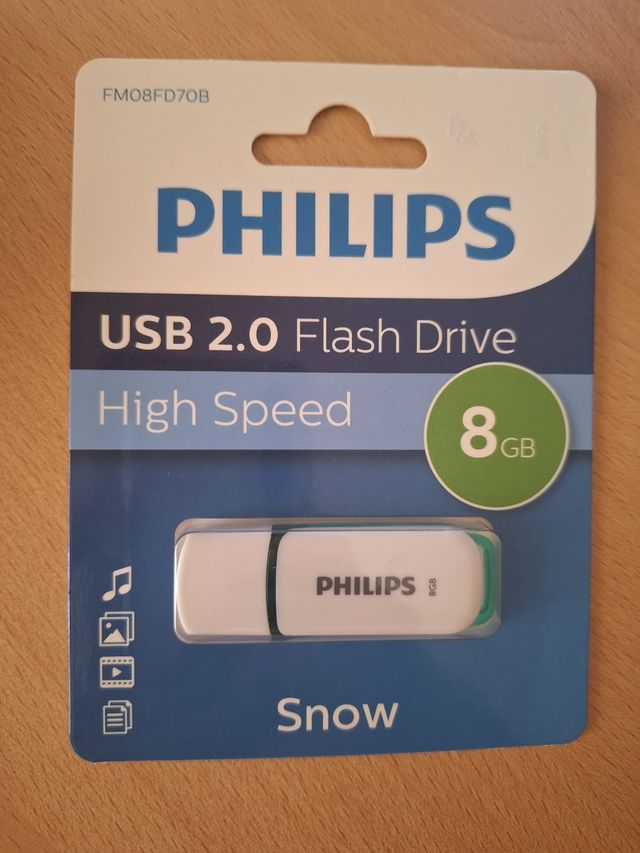 FM08FD70B
PHILIPS
USB 2.0 Flash Drive
High Speed
8GB
PHILIPS 8GB
Snow